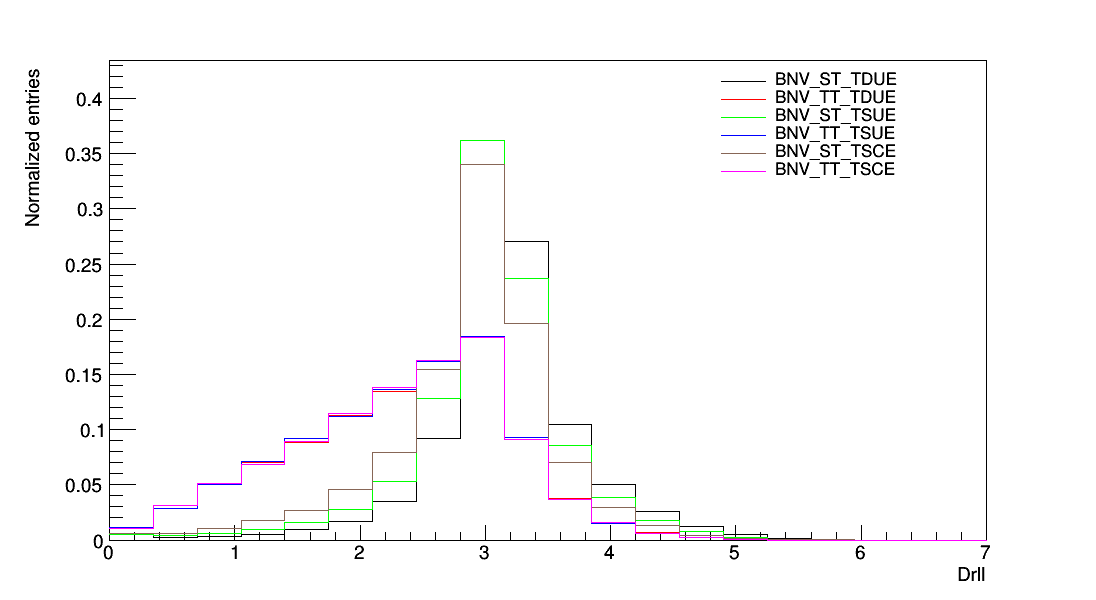 Normalized entries
BNV_ST_TDUE
BNV_TT_TDUE
BNV_ST_TSUE
BNV_TT_TSUE
BNV_ST_TSCE
BNV_TT_TSCE
0.4
0.35
0.3
0.25
0.2
0.15
0.1
0.05
0
0 1 2 3 4 5 6 7
Drll